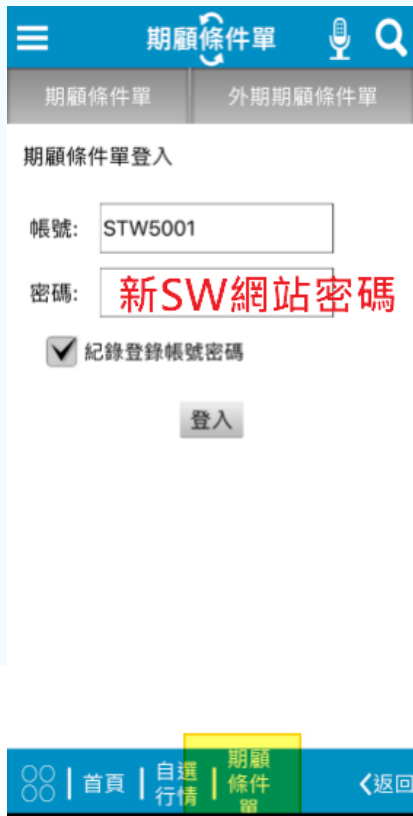 期顧條件單
期顧條件單
外期期顧條件單
期顧條件單登入
帳號: STW5001
密碼: 新SW網站密碼
紀錄登錄帳號密碼
登入
首頁
自選
行情
期顧
條件
單
返回